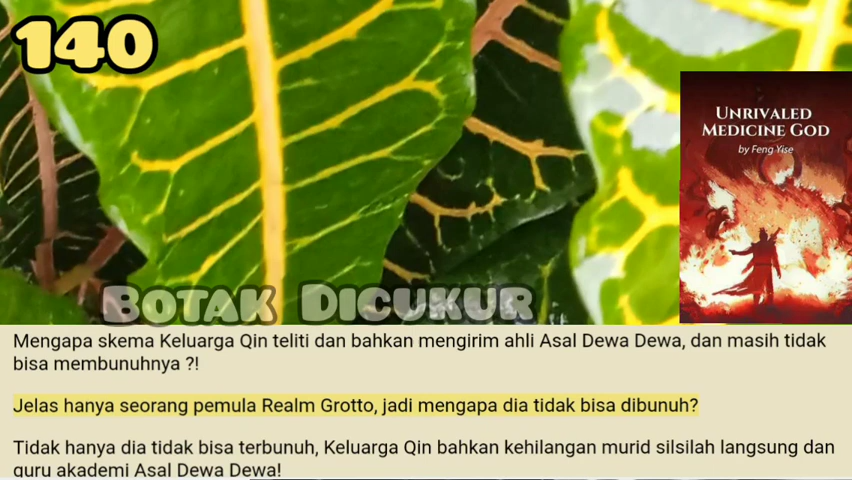 140
UNRIVALED
MEDICINE GOD
by Feng Yise
BOTAK DICUKUR
Mengapa skema Keluarga Qin teliti dan bahkan mengirim ahli Asal Dewa Dewa, dan masih tidak
bisa membunuhnya ?!
Jelas hanya seorang pemula Realm Grotto, jadi mengapa dia tidak bisa dibunuh?
Tidak hanya dia tidak bisa terbunuh, Keluarga Qin bahkan kehilangan murid silsilah langsung dan
guru akademi Asal Dewa Dewa!